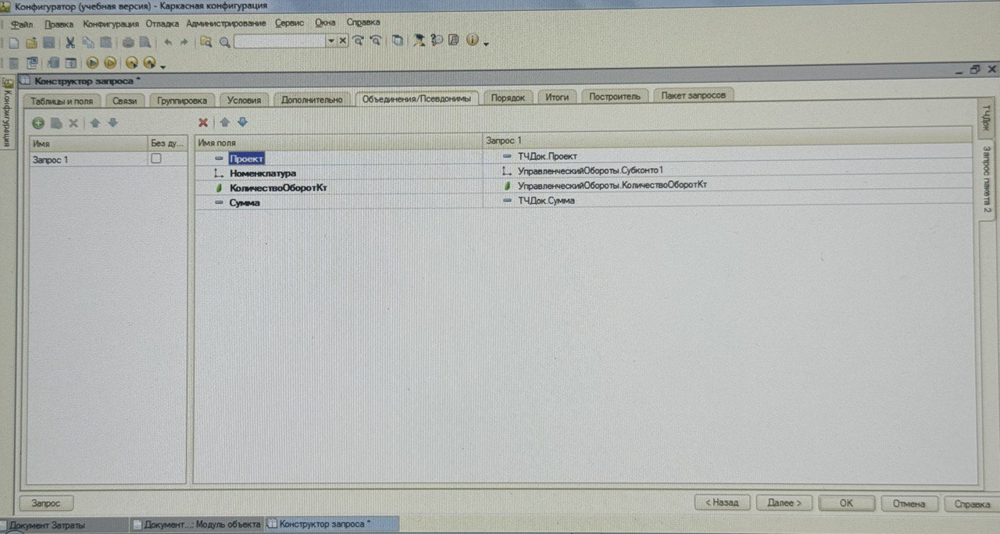 Конфигуратор (учебная версия) - Каркасная конфигурация
Файл Правка Конфигурация Отладка Администрирование Сервис Окна Справка
Конструктор запроса *
Конфигурация
Таблицы и поля Связи Группировка Условия Дополнительно Объединения/Псевдонимы Порядок Итоги Построитель Пакет запросов
Имя Без ду... Имя поля Запрос 1
Запрос 1 Проект ТЧДок.Проект
Номенклатура УправленческийОбороты.Субконто1
КоличествоОборотКт УправленческийОбороты.КоличествоОборотКт
Сумма ТЧДок.Сумма
ТЧДок
Запрос пакета 2
Запрос < Назад Далее > ОК Отмена Справка
Документ Затраты Документ...: Модуль объекта Конструктор запроса *